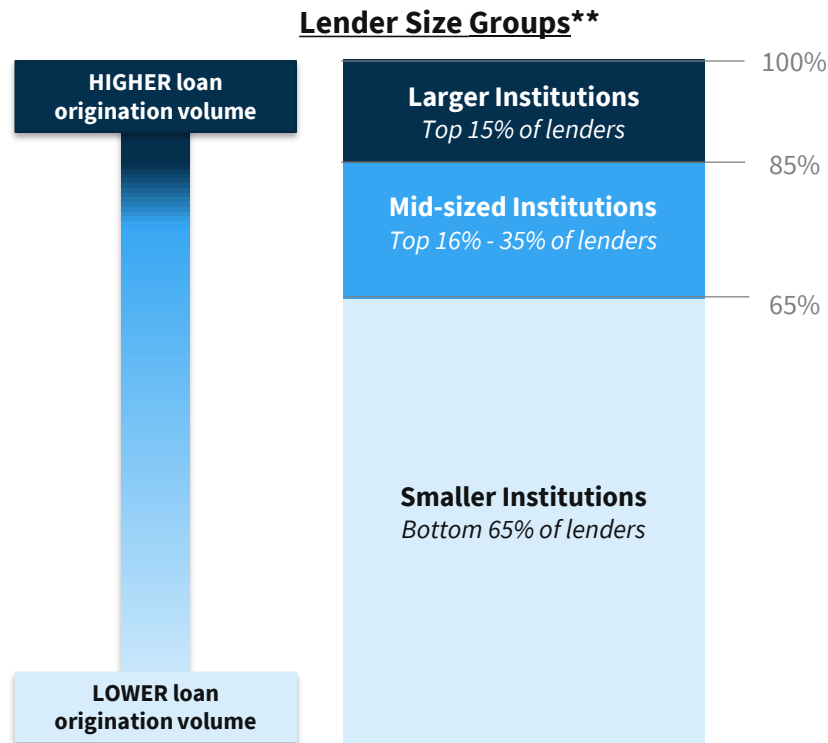 Lender Size Groups**
HIGHER loan
origination volume
100%
Larger Institutions
Top 15% of lenders
85%
Mid-sized Institutions
Top 16% - 35% of lenders
65%
Smaller Institutions
Bottom 65% of lenders
LOWER loan
origination volume